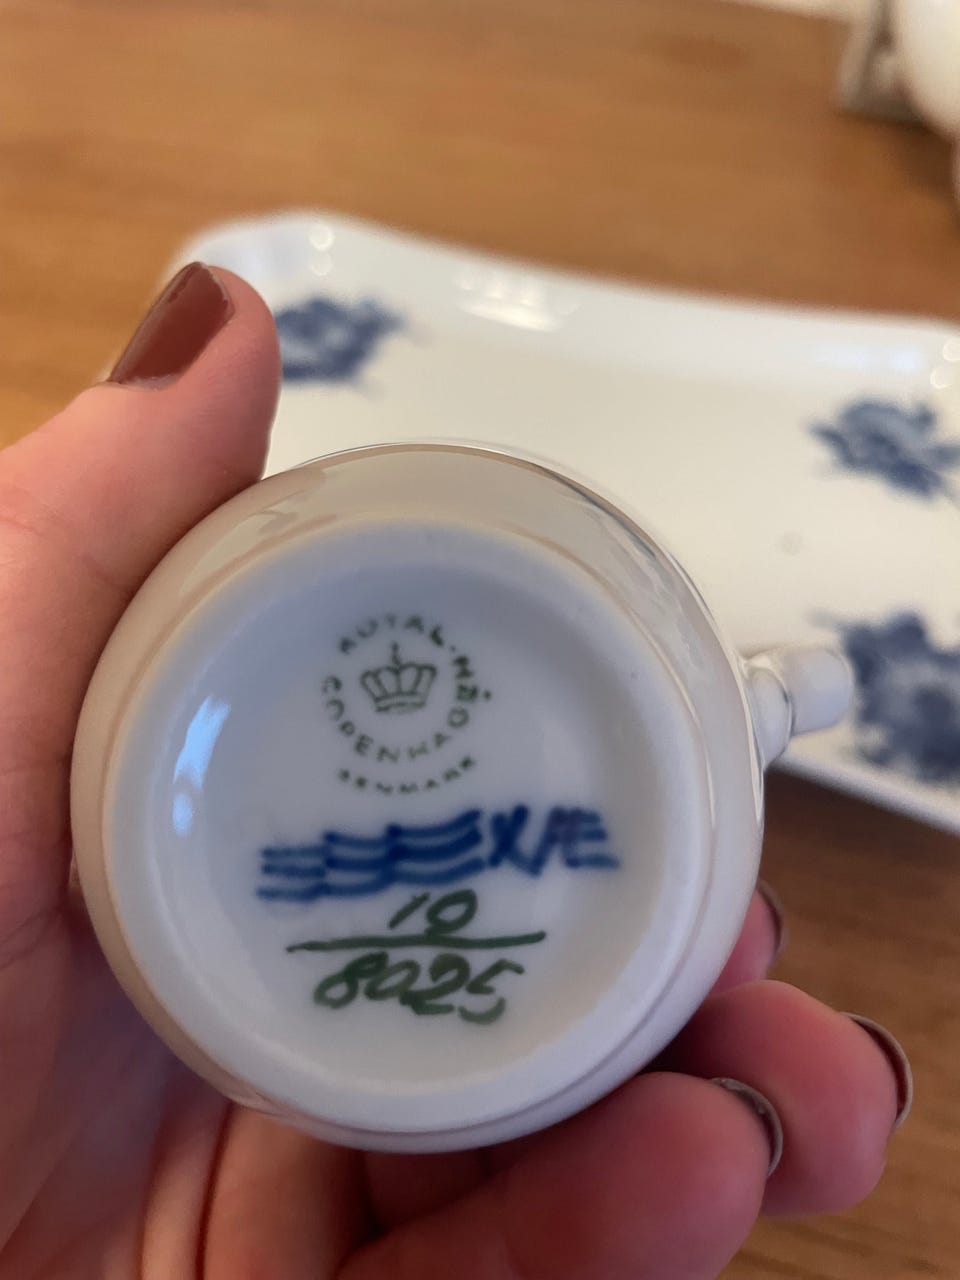 ROYAL·
COPENHAGEN
DENMARK
10
8025